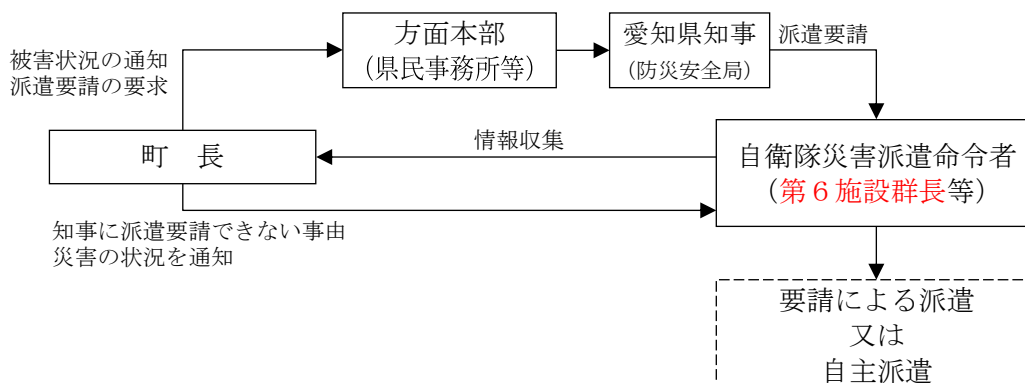 被害状況の通知
派遣要請の要求
方面本部
（県民事務所等）
愛知県知事
（防災安全局）
派遣要請
町　長
情報収集
自衛隊災害派遣命令者
（第６施設群長等）
知事に派遣要請できない事由
災害の状況を通知
要請による派遣
又は
自主派遣